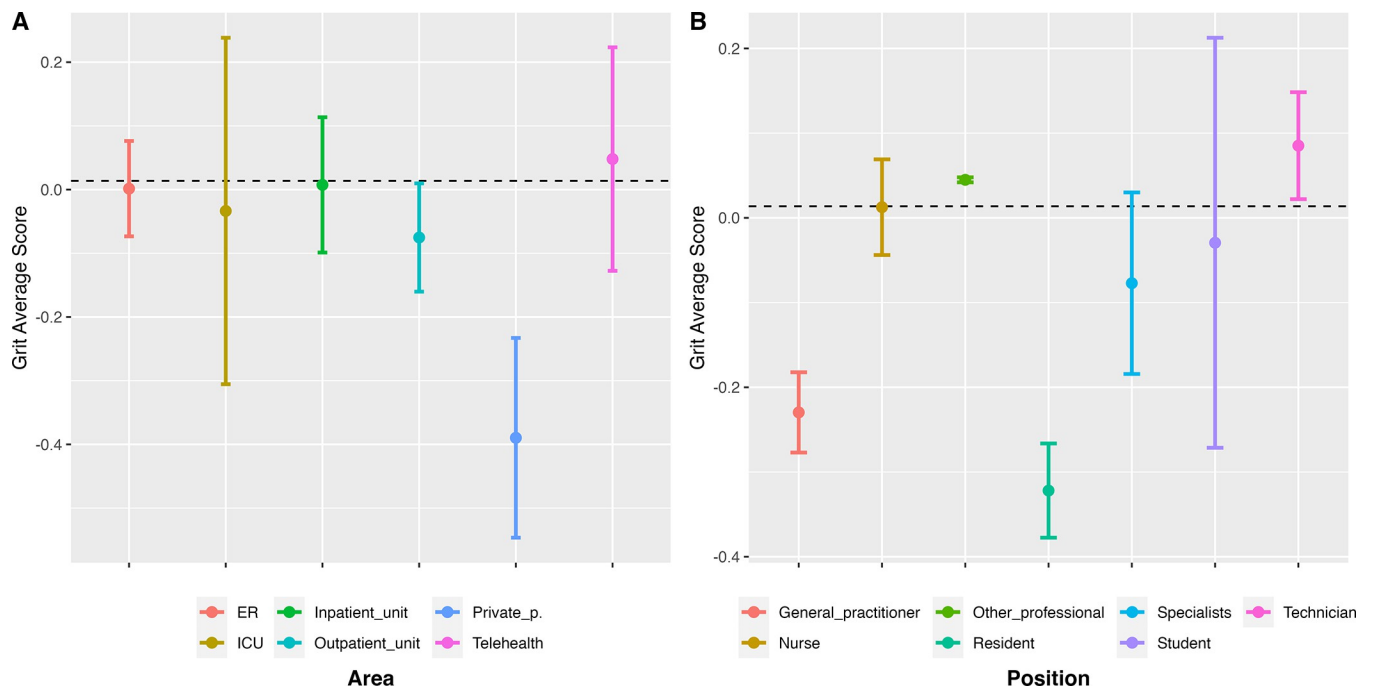 A
Grit Average Score
0.2
0.0
-0.2
-0.4
ER
Inpatient_unit
Private_p.
ICU
Outpatient_unit
Telehealth
Area
B
Grit Average Score
0.2
0.0
-0.2
-0.4
General_practitioner
Other_professional
Specialists
Technician
Nurse
Resident
Student
Position